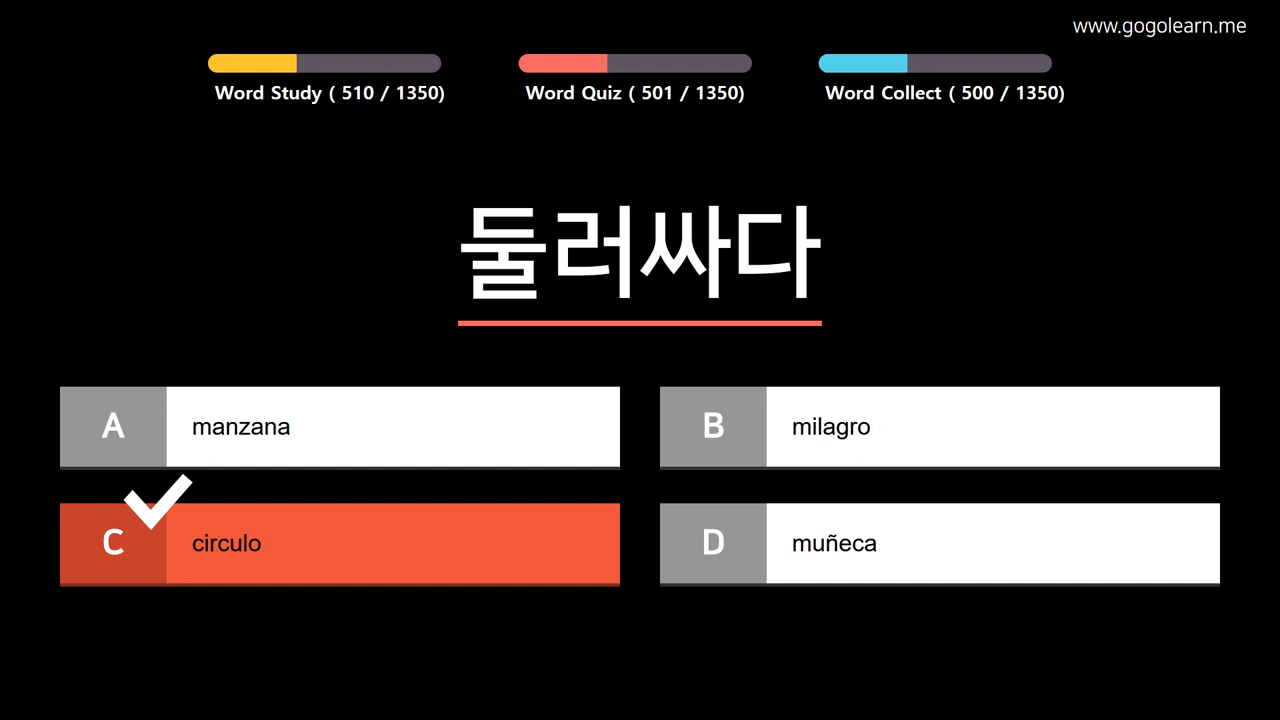 www.gogolearn.me
Word Study ( 510 / 1350)
Word Quiz ( 501 / 1350)
Word Collect ( 500 / 1350)
둘러싸다
A manzana
B milagro
C circulo
D muñeca